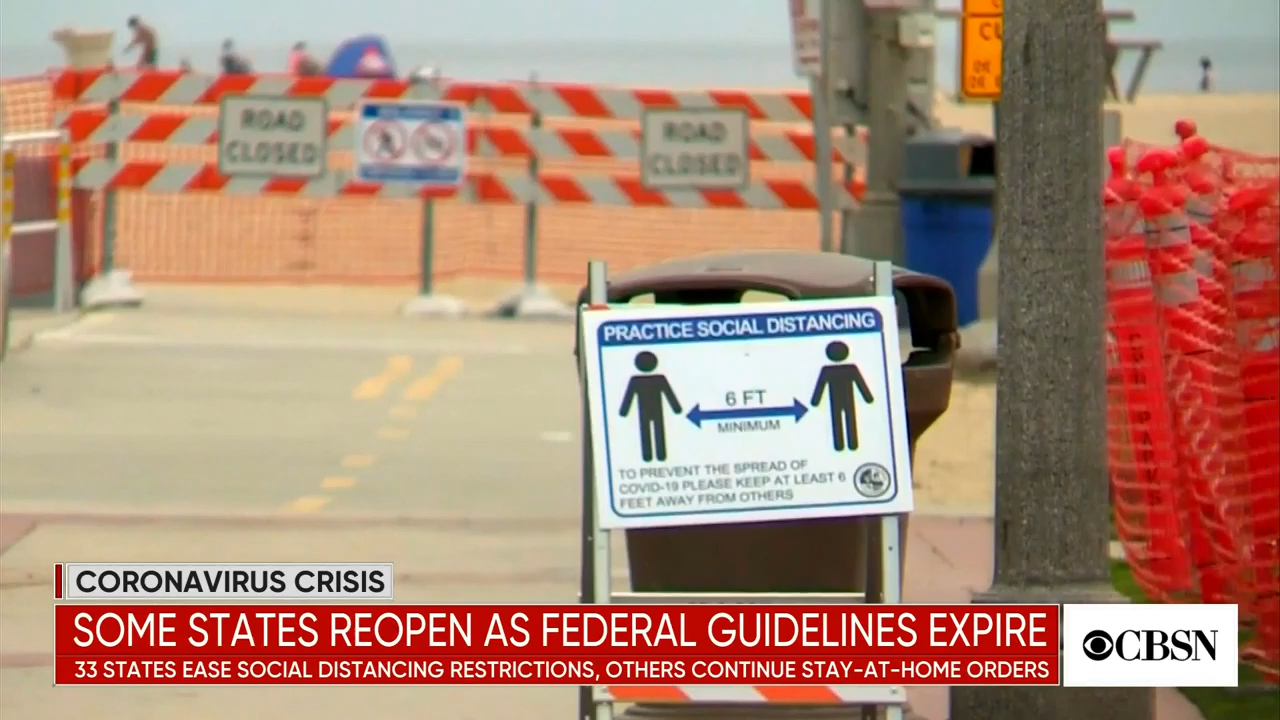 ROAD
CLOSED
ROAD
CLOSED
PRACTICE SOCIAL DISTANCING
6 FT
MINIMUM
TO PREVENT THE SPREAD OF
COVID-19 PLEASE KEEP AT LEAST 6
FEET AWAY FROM OTHERS
CORONAVIRUS CRISIS
SOME STATES REOPEN AS FEDERAL GUIDELINES EXPIRE
33 STATES EASE SOCIAL DISTANCING RESTRICTIONS, OTHERS CONTINUE STAY-AT-HOME ORDERS
CBSN